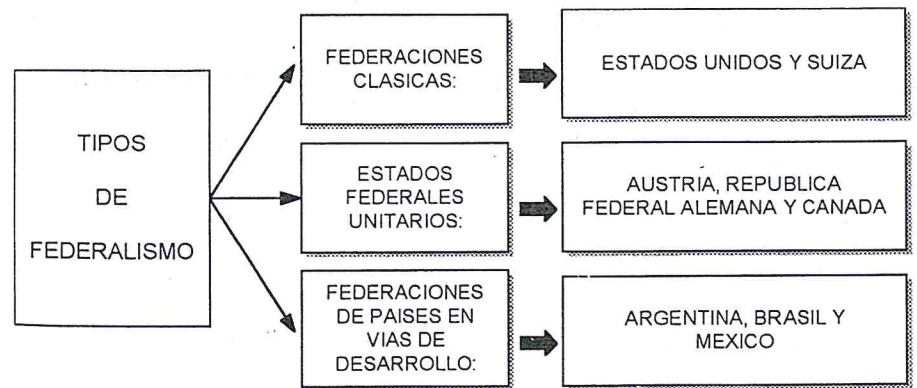 TIPOS
DE
FEDERALISMO
FEDERACIONES
CLASICAS:
ESTADOS UNIDOS Y SUIZA
ESTADOS
FEDERALES
UNITARIOS:
AUSTRIA, REPUBLICA
FEDERAL ALEMANA Y CANADA
FEDERACIONES
DE PAISES EN
VIAS DE
DESARROLLO:
ARGENTINA, BRASIL Y
MEXICO